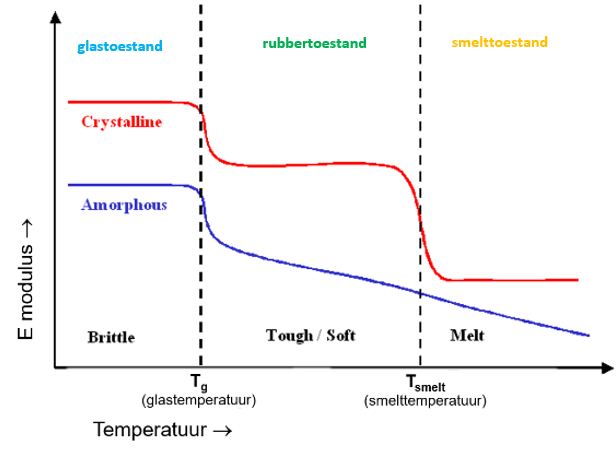 glastoestand
rubbertoestand
smelttoestand
Crystalline
Amorphous
E modulus →
Brittle
Tough / Soft
Melt
Tg
(glastemperatuur)
Tsmelt
(smelttemperatuur)
Temperatuur →